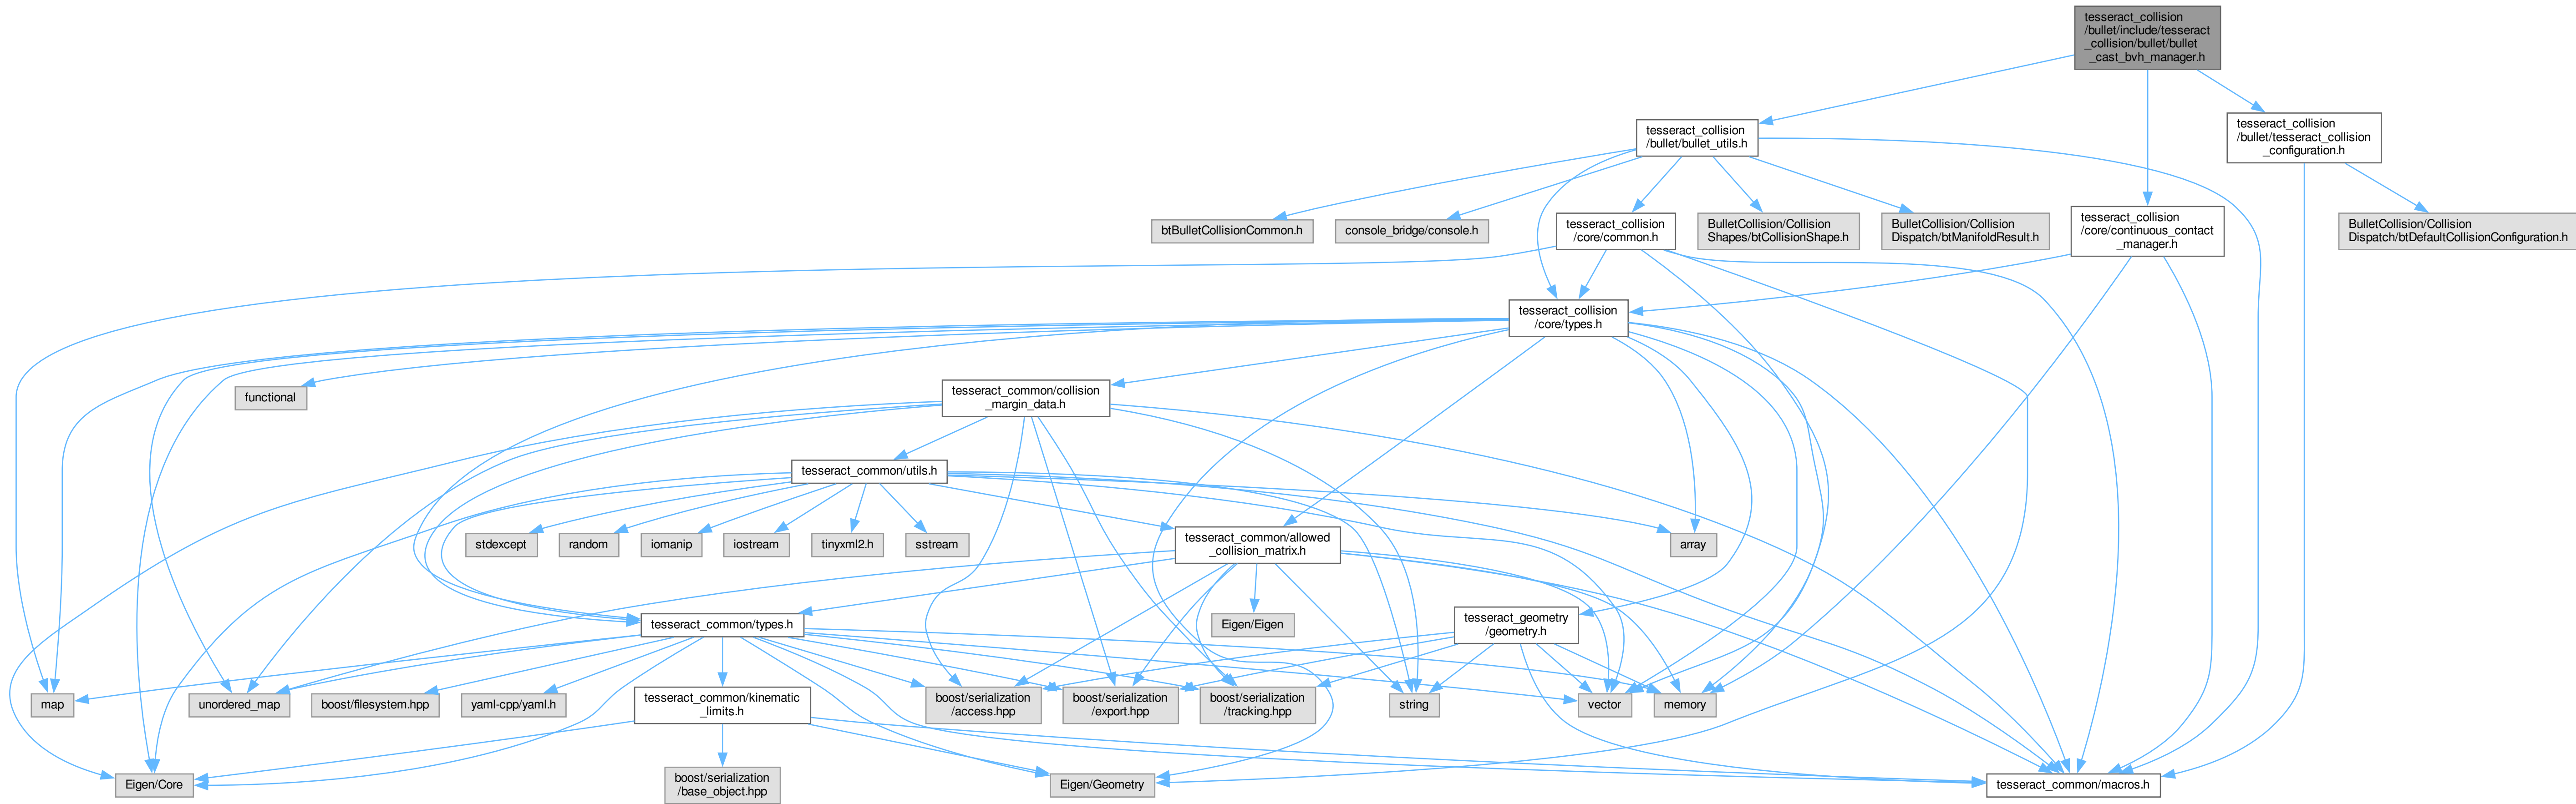 tesseract_collision
/bullet/include/tesseract
_collision/bullet/bullet
_cast_bvh_manager.h
tesseract_collision
/bullet/bullet_utils.h
tesseract_collision
/bullet/tesseract_collision
_configuration.h
btBulletCollisionCommon.h
console_bridge/console.h
tesseract_collision
/core/common.h
BulletCollision/Collision
Shapes/btCollisionShape.h
BulletCollision/Collision
Dispatch/btManifoldResult.h
tesseract_collision
/core/continuous_contact
_manager.h
BulletCollision/Collision
Dispatch/btDefaultCollisionConfiguration.h
tesseract_collision
/core/types.h
functional
tesseract_common/collision
_margin_data.h
tesseract_common/utils.h
stdexcept
random
iomanip
iostream
tinyxml2.h
sstream
tesseract_common/allowed
_collision_matrix.h
array
tesseract_common/types.h
Eigen/Eigen
tesseract_geometry
/geometry.h
map
unordered_map
boost/filesystem.hpp
yaml-cpp/yaml.h
tesseract_common/kinematic
_limits.h
boost/serialization
/access.hpp
boost/serialization
/export.hpp
boost/serialization
/tracking.hpp
string
vector
memory
Eigen/Core
boost/serialization
/base_object.hpp
Eigen/Geometry
tesseract_common/macros.h